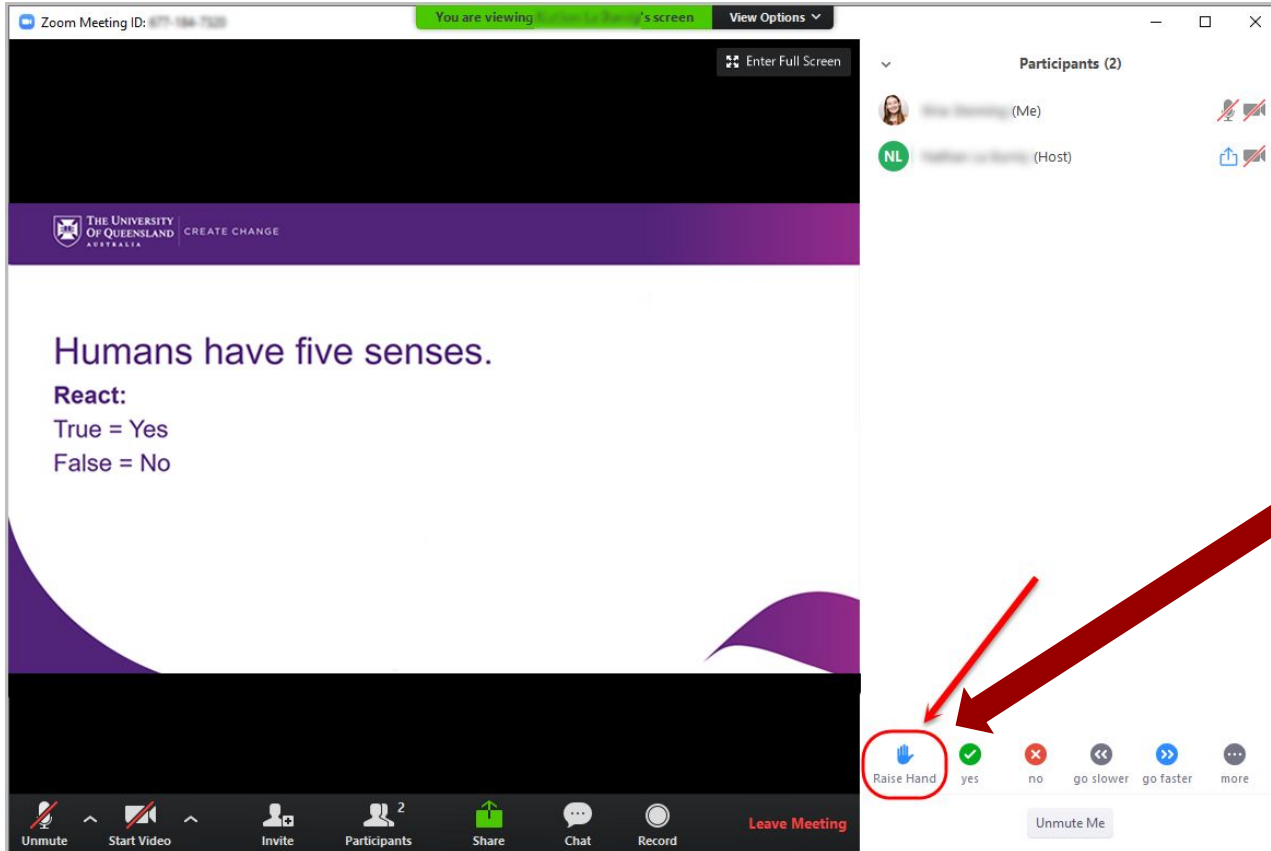 Zoom Meeting ID:
You are viewing 's screen
View Options
Enter Full Screen
Participants (2)
(Me)
NL
(Host)
THE UNIVERSITY
OF QUEENSLAND
AUSTRALIA
CREATE CHANGE
Humans have five senses.
React:
True = Yes
False = No
Raise Hand
yes
no
go slower
go faster
more
Unmute Me
Unmute
Start Video
Invite
Participants
2
Share
Chat
Record
Leave Meeting